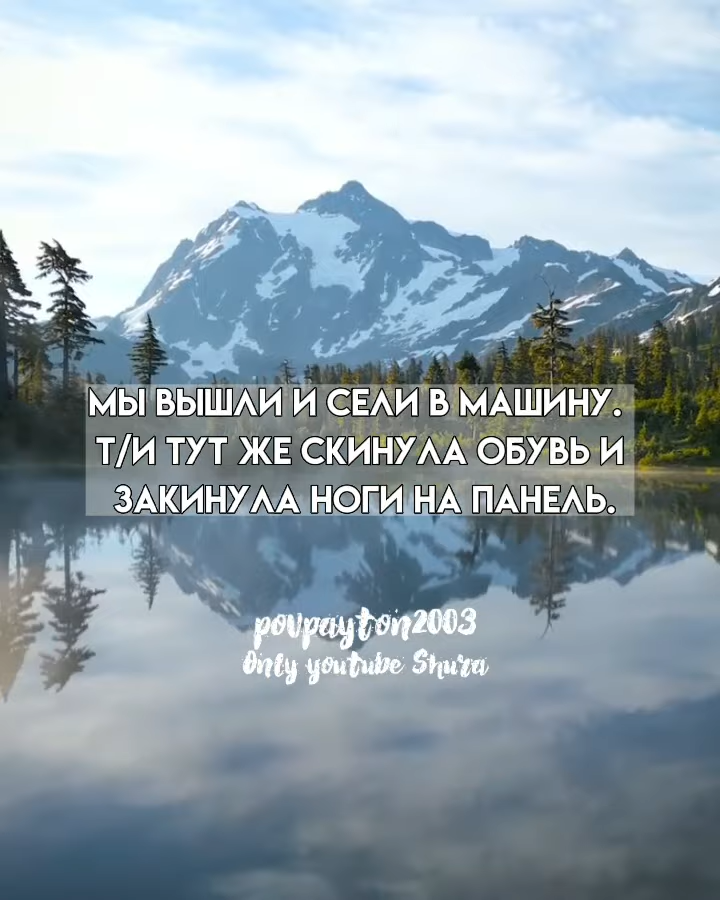 МЫ ВЫШЛИ И СЕЛИ В МАШИНУ.
Т/И ТУТ ЖЕ СКИНУЛА ОБУВЬ И
ЗАКИНУЛА НОГИ НА ПАНЕЛЬ.
povpayton2003
Only youtube Shura